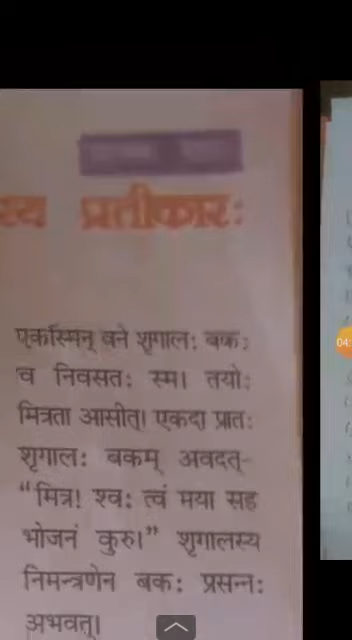 स्य प्रतीकारः
एकस्मिन् वने शृगालः बकः
च निवसतः स्म। तयोः
मित्रता आसीत्। एकदा प्रातः
शृगालः बकम् अवदत्-
“मित्र! श्वः त्वं मया सह
भोजनं कुरु।” शृगालस्य
निमन्त्रणेन बकः प्रसन्नः
अभवत्।
04: